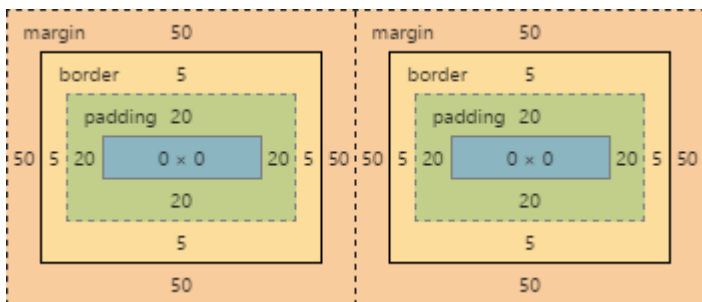 margin 50 margin 50
border 5 border 5
padding 20 padding 20
50 5 20 0 × 0 20 5 50 50 5 20 0 × 0 20 5 50
20 20
5 5
50 50